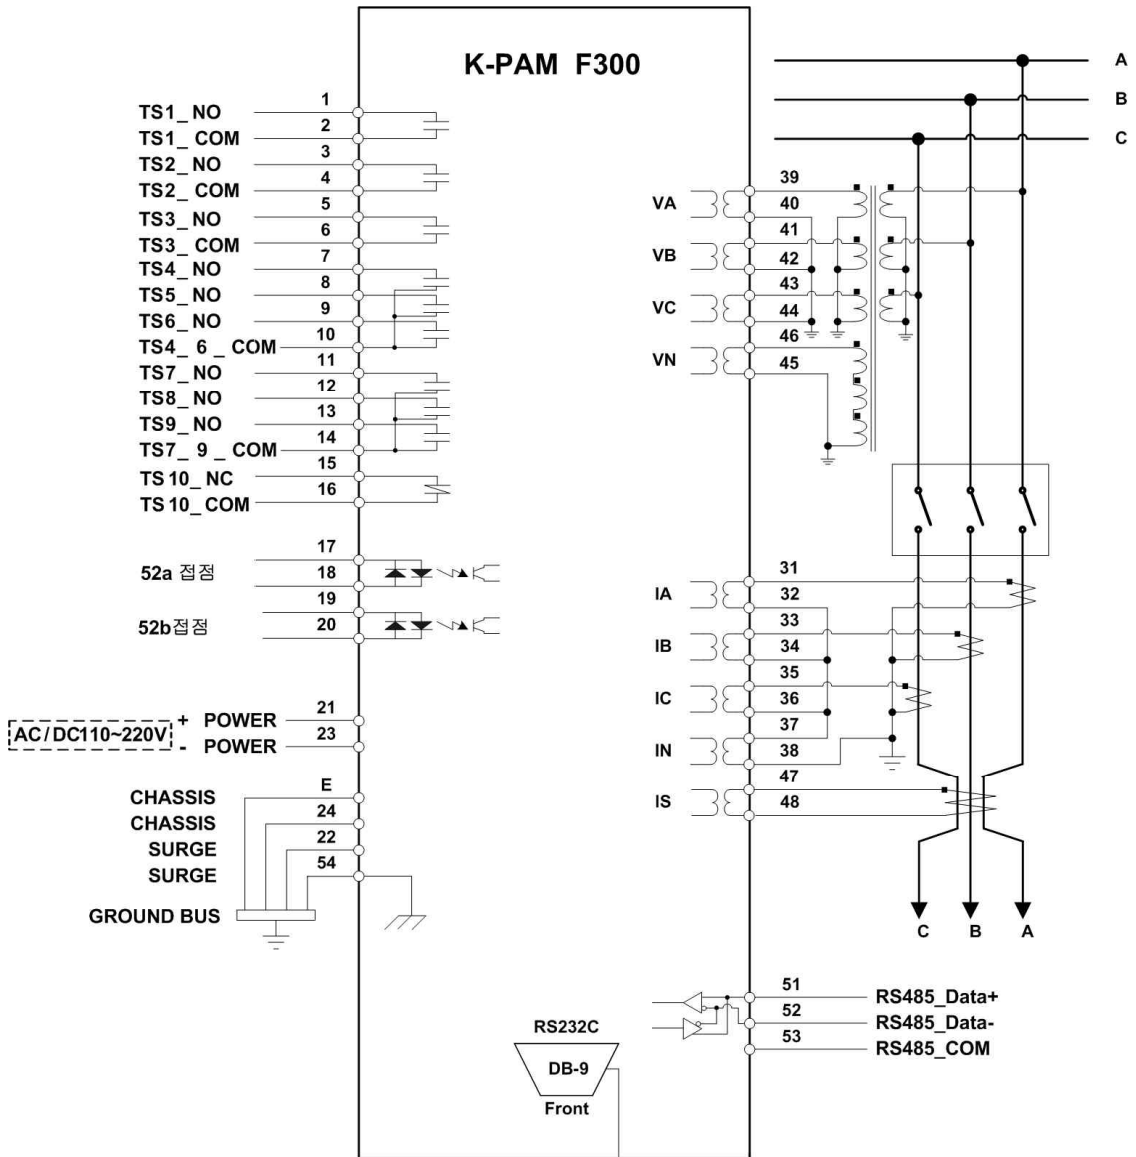 K-PAM F300
TS1_NO 1
TS1_COM 2
TS2_NO 3
TS2_COM 4
TS3_NO 5
TS3_COM 6
TS4_NO 7
TS5_NO 8
TS6_NO 9
TS4_6_COM 10
TS7_NO 11
TS8_NO 12
TS9_NO 13
TS7_9_COM 14
TS10_NC 15
TS10_COM 16
17
52a 접점 18
19
52b접점 20
AC/DC110~220V
+ POWER 21
- POWER 23
CHASSIS E
CHASSIS 24
SURGE 22
SURGE 54
GROUND BUS
A
B
C
39
VA 40
41
VB 42
43
VC 44
46
VN 45
31
IA 32
33
IB 34
35
IC 36
37
IN 38
47
IS 48
C B A
51 RS485_Data+
52 RS485_Data-
53 RS485_COM
RS232C
DB-9
Front